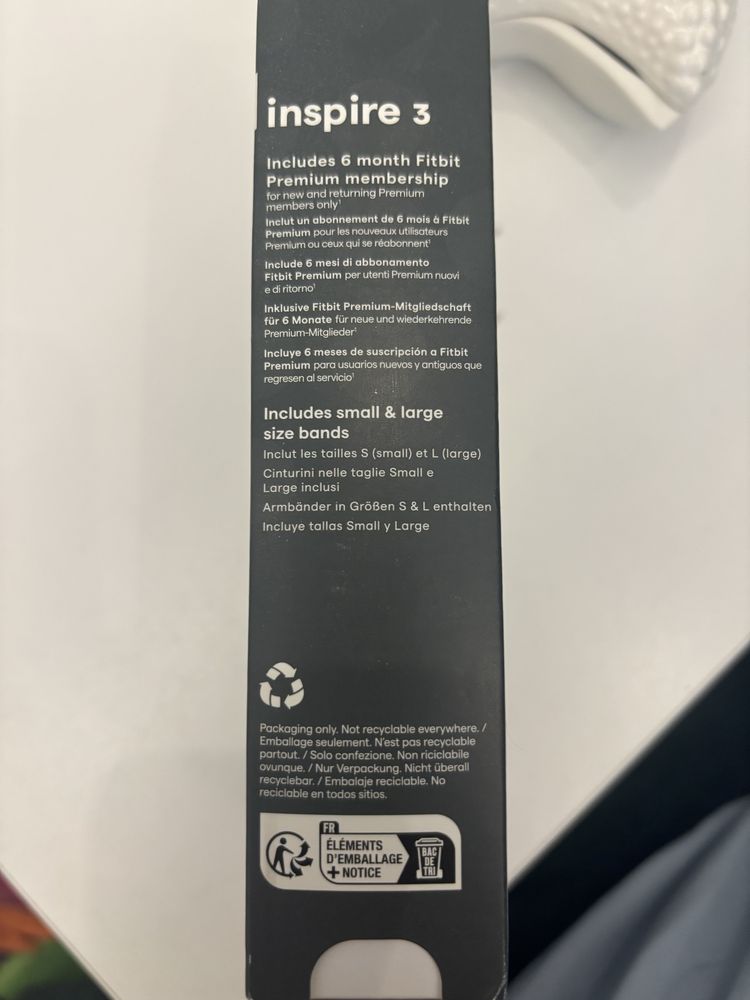 inspire 3
Includes 6 month Fitbit
Premium membership
for new and returning Premium
members only¹
Inclut un abonnement de 6 mois à Fitbit
Premium pour les nouveaux utilisateurs
Premium ou ceux qui se réabonnent¹
Include 6 mesi di abbonamento
Fitbit Premium per utenti Premium nuovi
e di ritorno¹
Inklusive Fitbit Premium-Mitgliedschaft
für 6 Monate für neue und wiederkehrende
Premium-Mitglieder¹
Incluye 6 meses de suscripción a Fitbit
Premium para usuarios nuevos y antiguos que
regresen al servicio¹
Includes small & large
size bands
Inclut les tailles S (small) et L (large)
Cinturini nelle taglie Small e
Large inclusi
Armbänder in Größen S & L enthalten
Incluye tallas Small y Large
Packaging only. Not recyclable everywhere. /
Emballage seulement. N'est pas recyclable
partout. / Solo confezione. Non riciclabile
ovunque. / Nur Verpackung. Nicht überall
recyclebar. / Embalaje reciclable. No
reciclable en todos sitios.
FR
ÉLÉMENTS
D'EMBALLAGE
+ NOTICE
BAC
DE
TRI